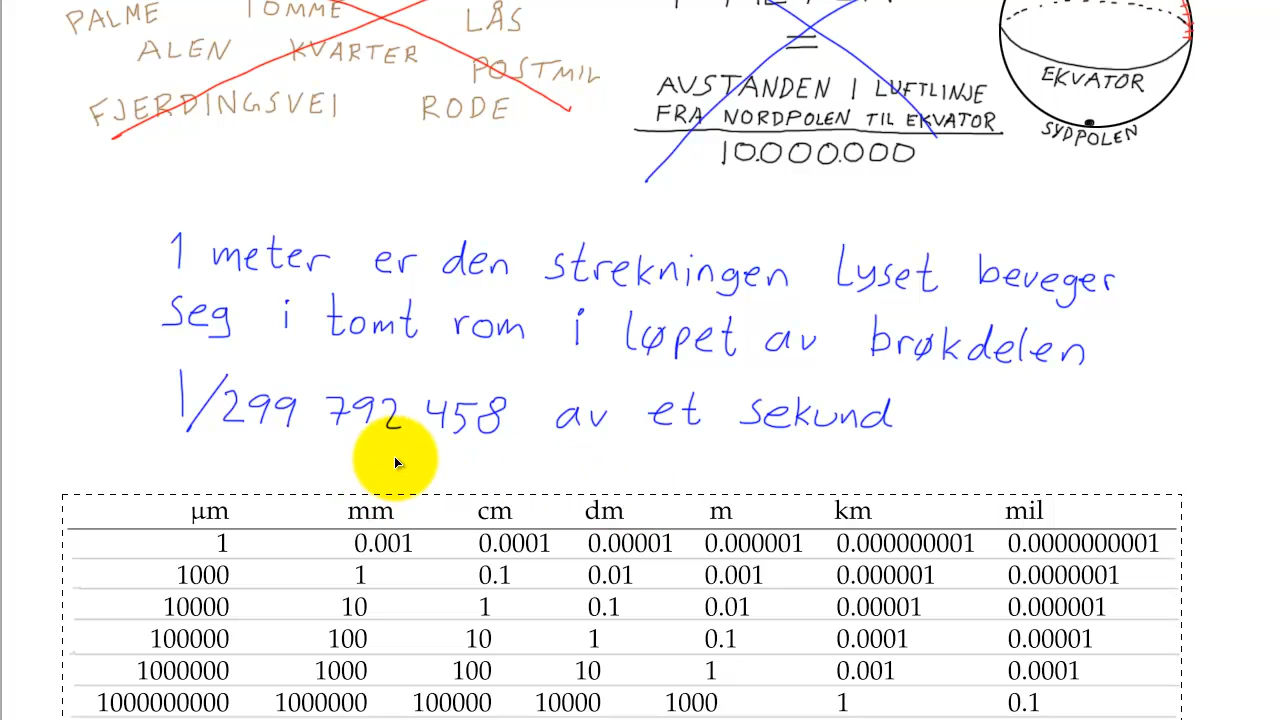 PALME TOMME LÅS
ALEN KVARTER
POSTMIL
FJERDINGSVEI RODE
=
AVSTANDEN I LUFTLINJE
FRA NORDPOLEN TIL EKVATOR
10.000.000
EKVATOR
SYDPOLEN
1 meter er den strekningen lyset beveger
seg i tomt rom i løpet av brøkdelen
1/299 792 458 av et sekund
µm mm cm dm m km mil
1 0.001 0.0001 0.00001 0.000001 0.000000001 0.0000000001
1000 1 0.1 0.01 0.001 0.000001 0.0000001
10000 10 1 0.1 0.01 0.00001 0.000001
100000 100 10 1 0.1 0.0001 0.00001
1000000 1000 100 10 1 0.001 0.0001
1000000000 1000000 100000 10000 1000 1 0.1